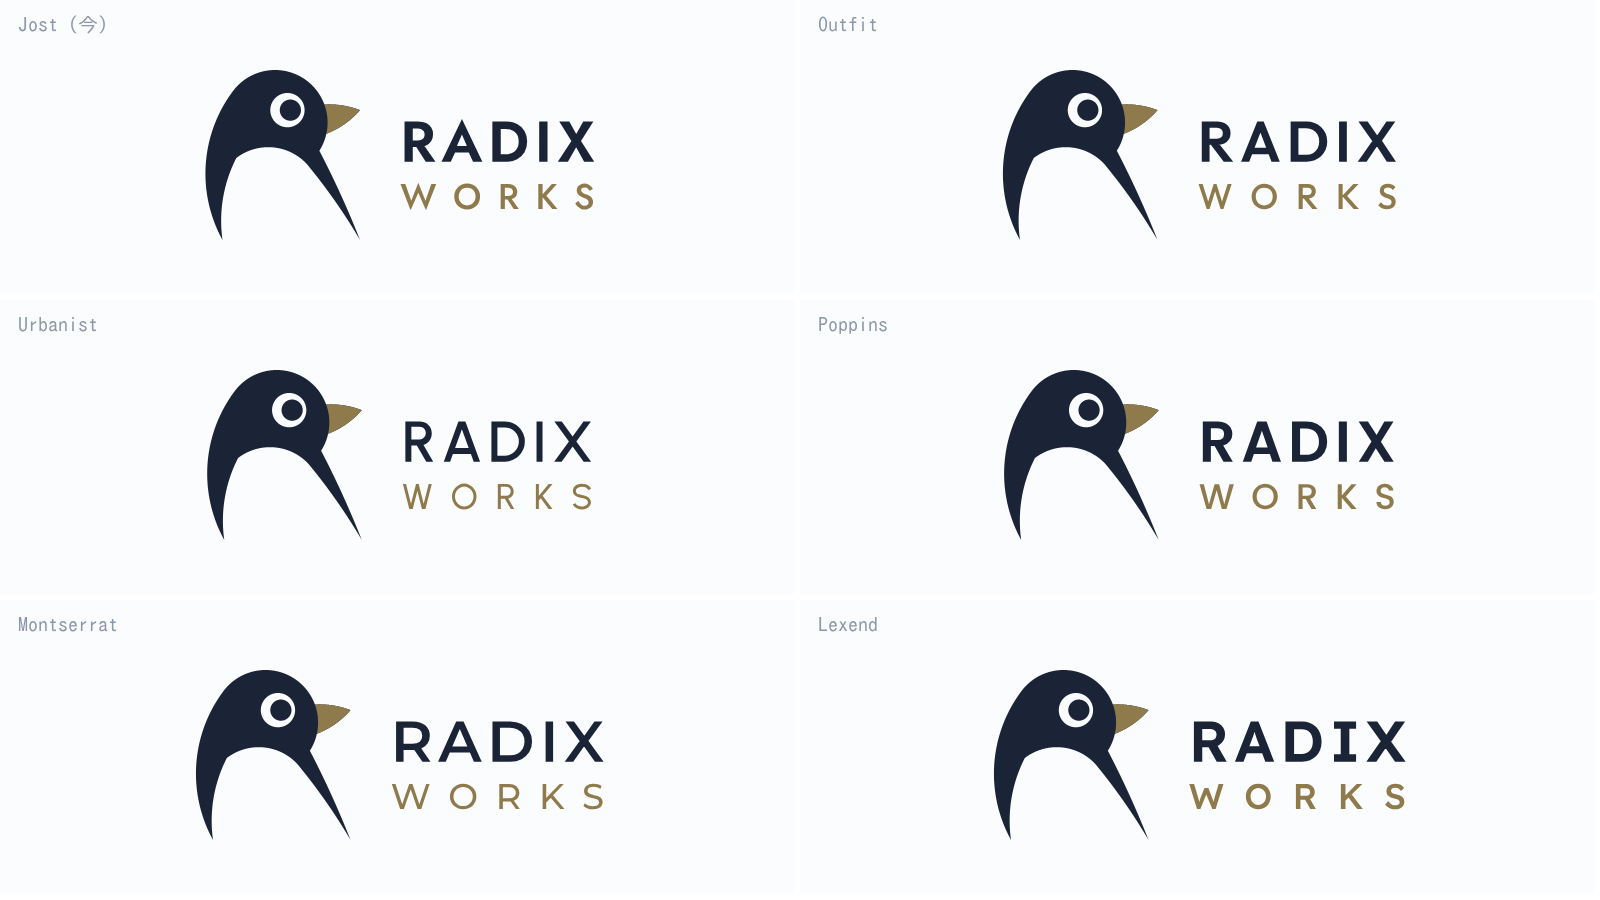 Jost (今)
RADIX
WORKS
Outfit
RADIX
WORKS
Urbanist
RADIX
WORKS
Poppins
RADIX
WORKS
Montserrat
RADIX
WORKS
Lexend
RADIX
WORKS